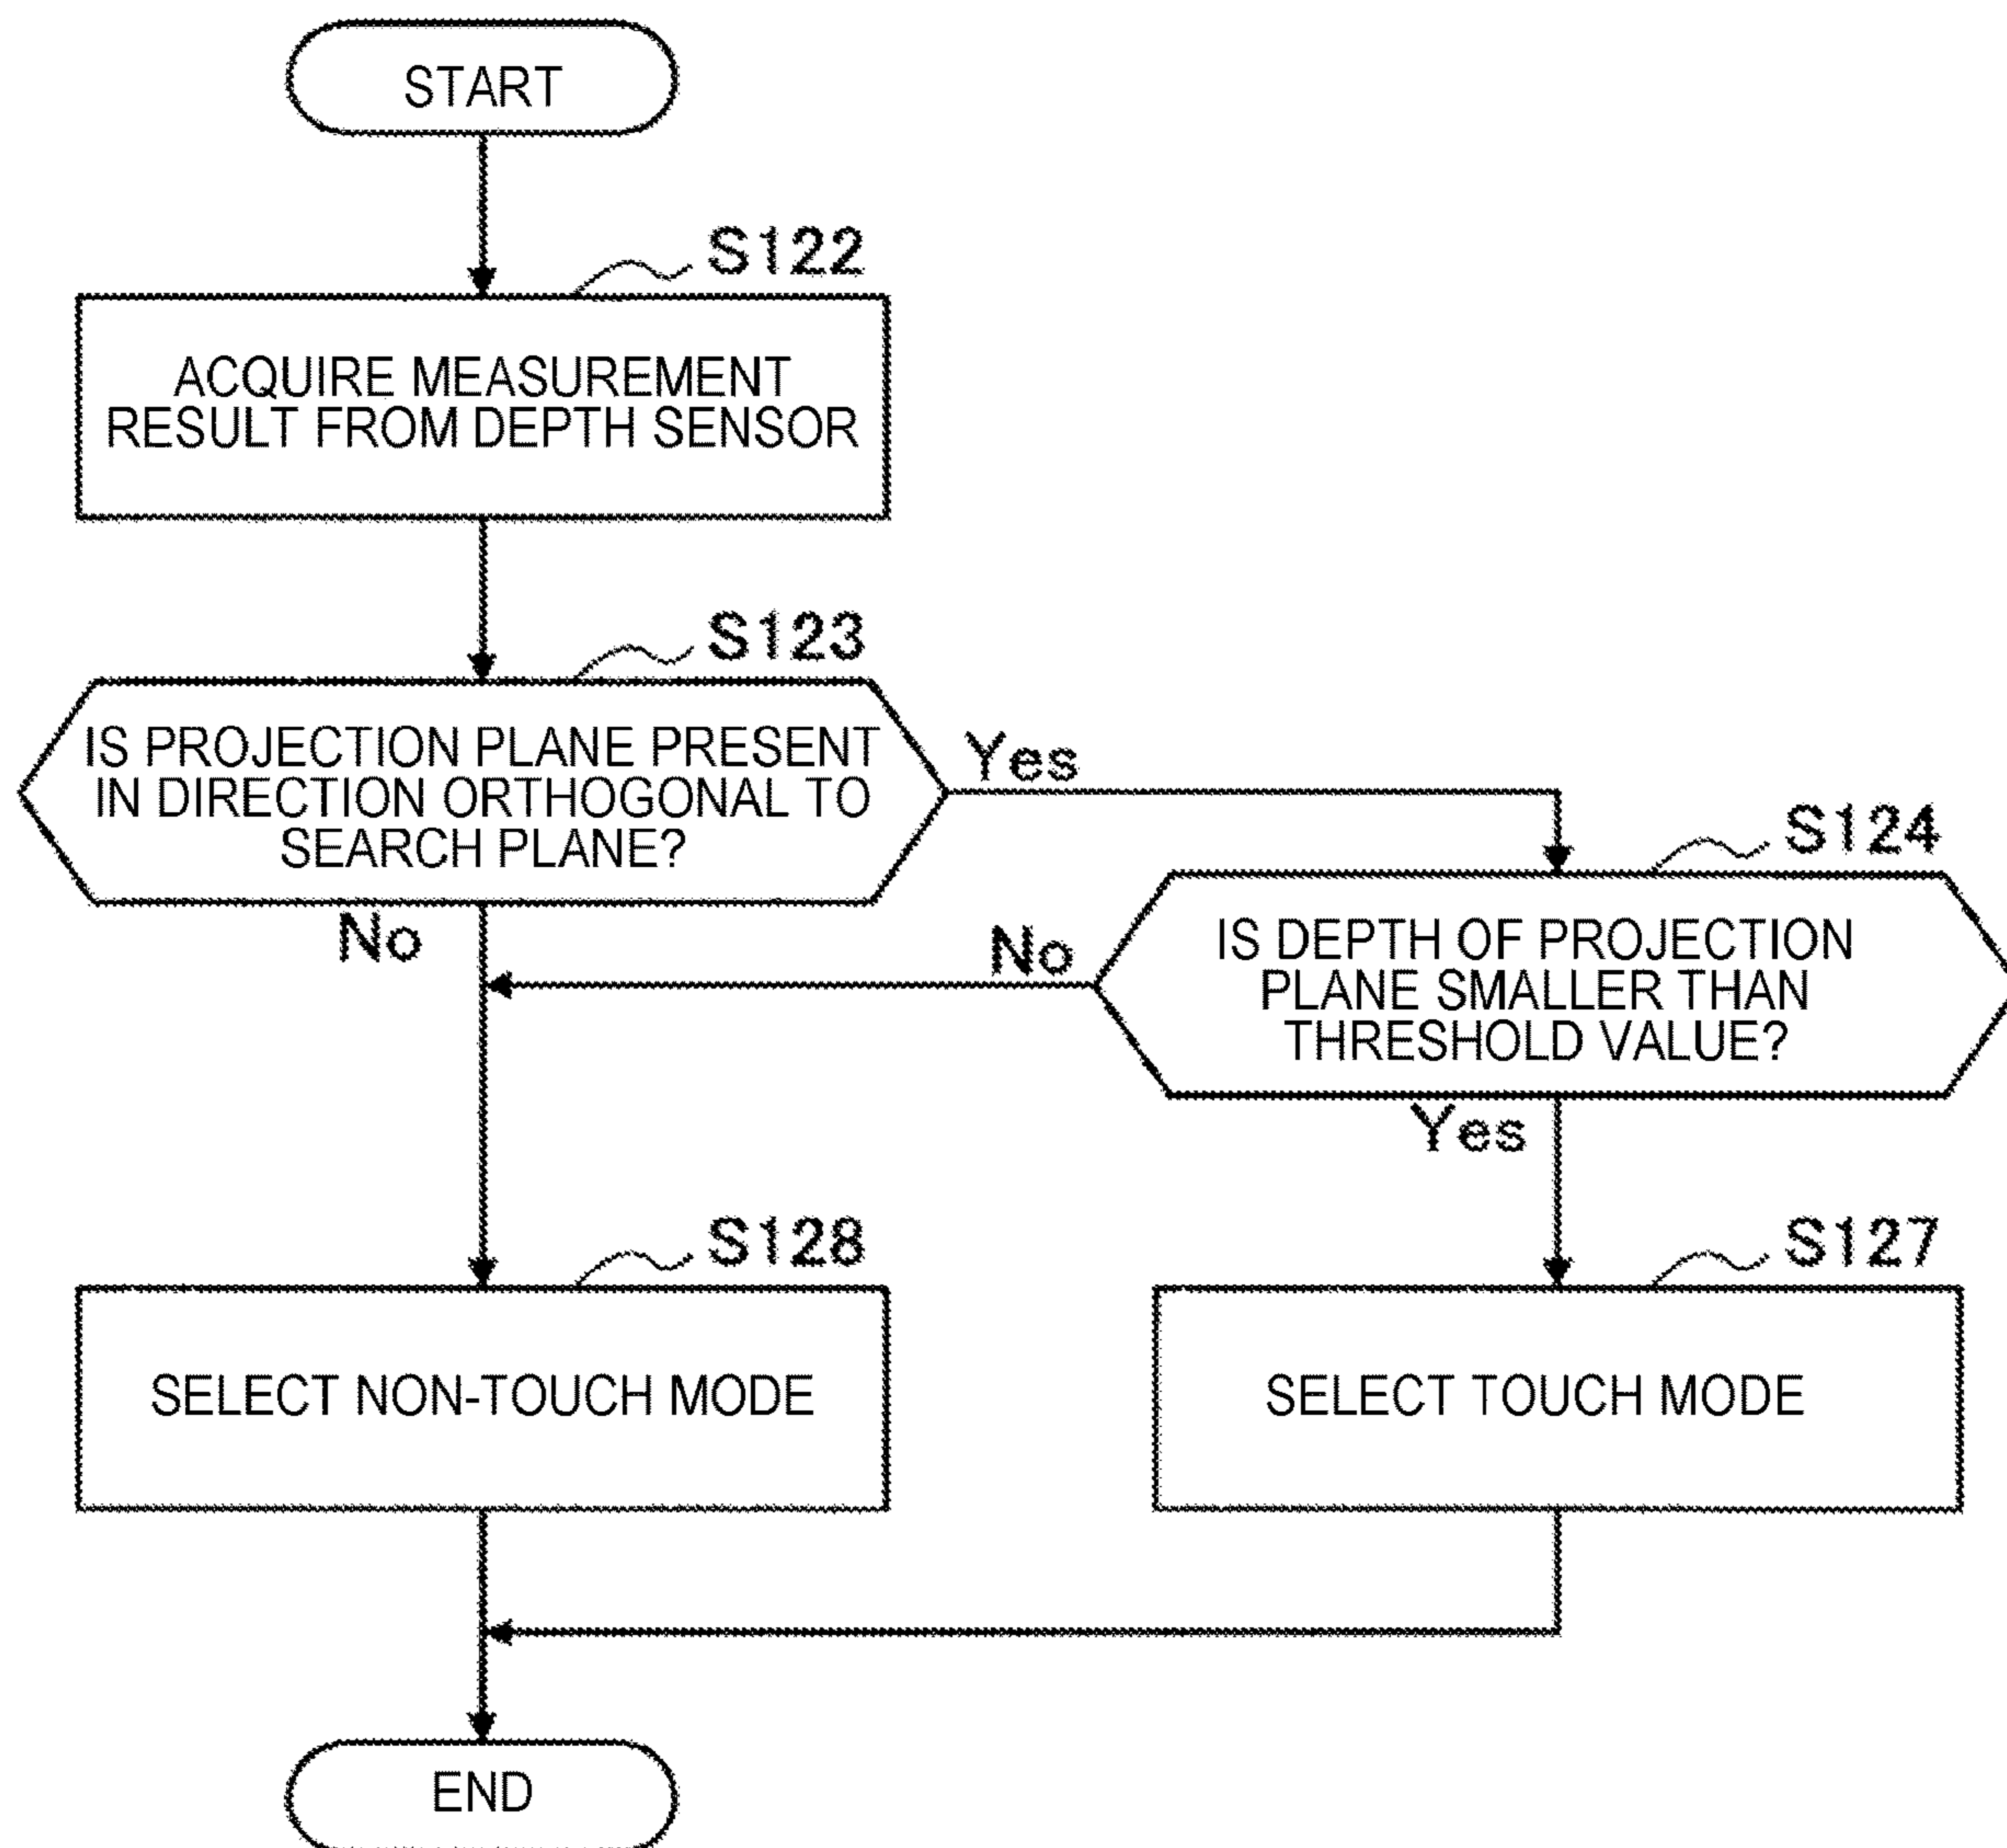 START
S122
ACQUIRE MEASUREMENT
RESULT FROM DEPTH SENSOR
S123
IS PROJECTION PLANE PRESENT
IN DIRECTION ORTHOGONAL TO
SEARCH PLANE?
Yes
No
S124
IS DEPTH OF PROJECTION
PLANE SMALLER THAN
THRESHOLD VALUE?
No
Yes
S128
SELECT NON-TOUCH MODE
S127
SELECT TOUCH MODE
END